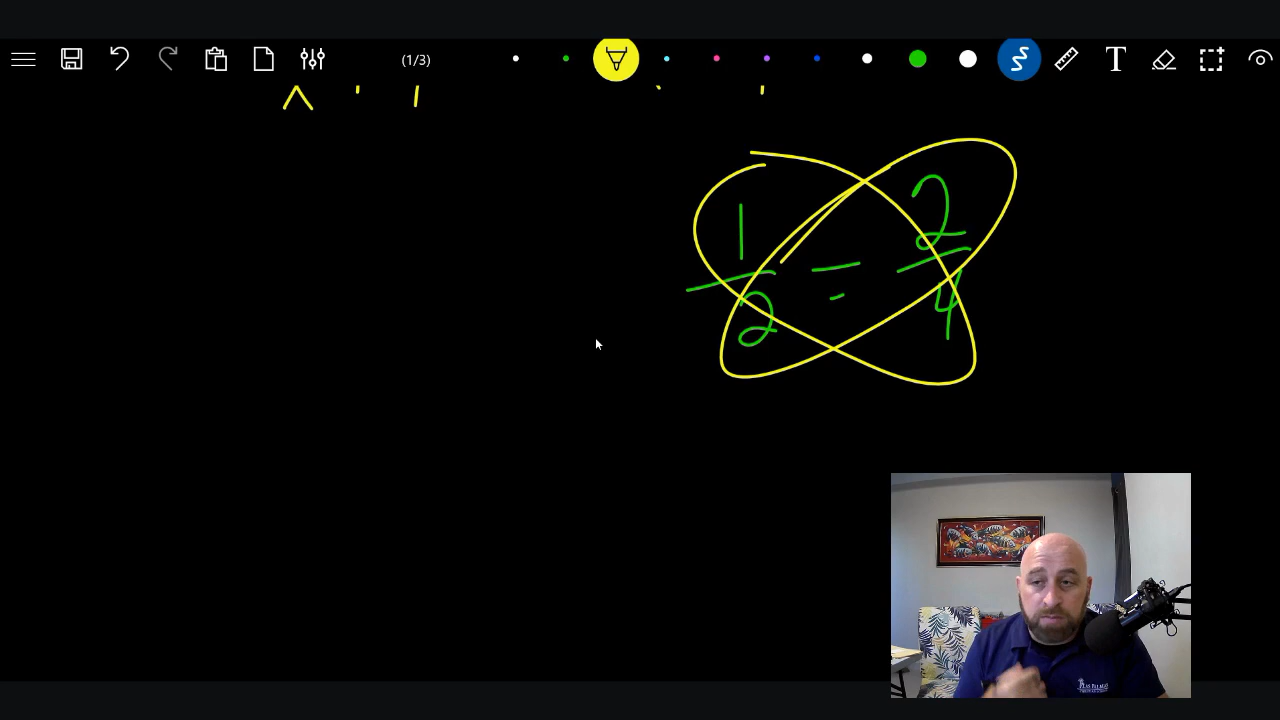 (1/3)
T
1/2 = 2/4